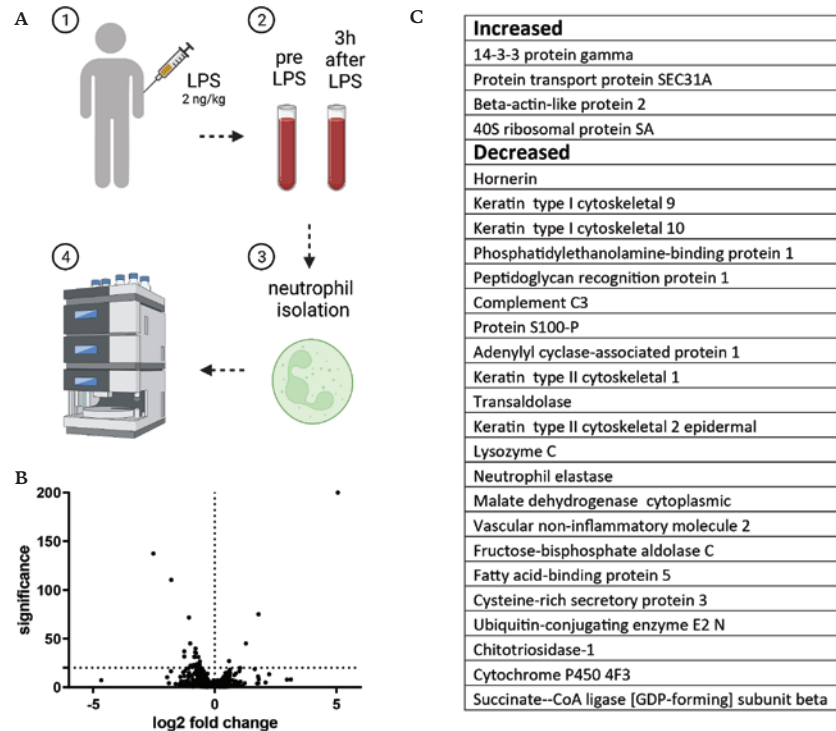 A
1
LPS
2 ng/kg
2
pre
LPS
3h
after
LPS
4
3
neutrophil
isolation
B
200
150
100
50
0
-5
0
5
significance
log2 fold change
C
Increased
14-3-3 protein gamma
Protein transport protein SEC31A
Beta-actin-like protein 2
40S ribosomal protein SA
Decreased
Hornerin
Keratin type I cytoskeletal 9
Keratin type I cytoskeletal 10
Phosphatidylethanolamine-binding protein 1
Peptidoglycan recognition protein 1
Complement C3
Protein S100-P
Adenylyl cyclase-associated protein 1
Keratin type II cytoskeletal 1
Transaldolase
Keratin type II cytoskeletal 2 epidermal
Lysozyme C
Neutrophil elastase
Malate dehydrogenase cytoplasmic
Vascular non-inflammatory molecule 2
Fructose-bisphosphate aldolase C
Fatty acid-binding protein 5
Cysteine-rich secretory protein 3
Ubiquitin-conjugating enzyme E2 N
Chitotriosidase-1
Cytochrome P450 4F3
Succinate--CoA ligase [GDP-forming] subunit beta